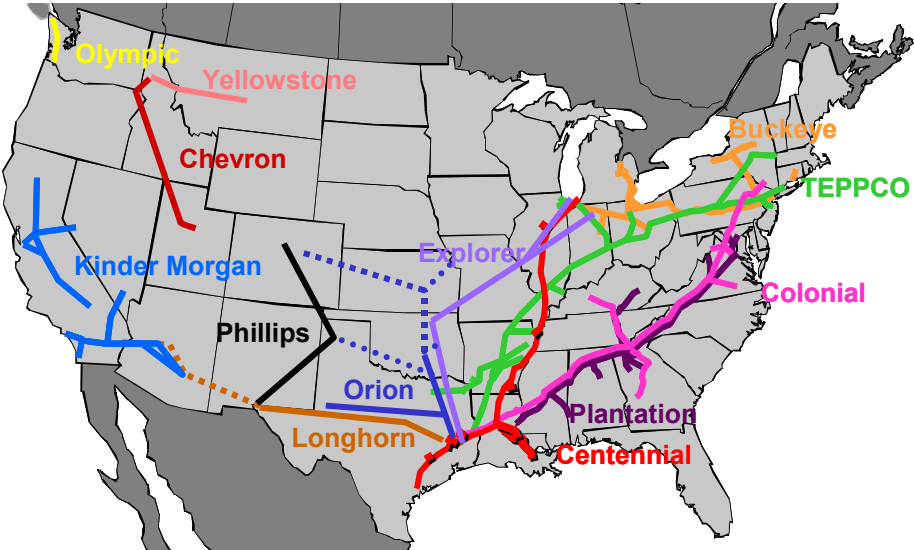 Olympic
Yellowstone
Buckeye
Chevron
TEPPCO
Explorer
Kinder Morgan
Colonial
Phillips
Orion
Plantation
Longhorn
Centennial